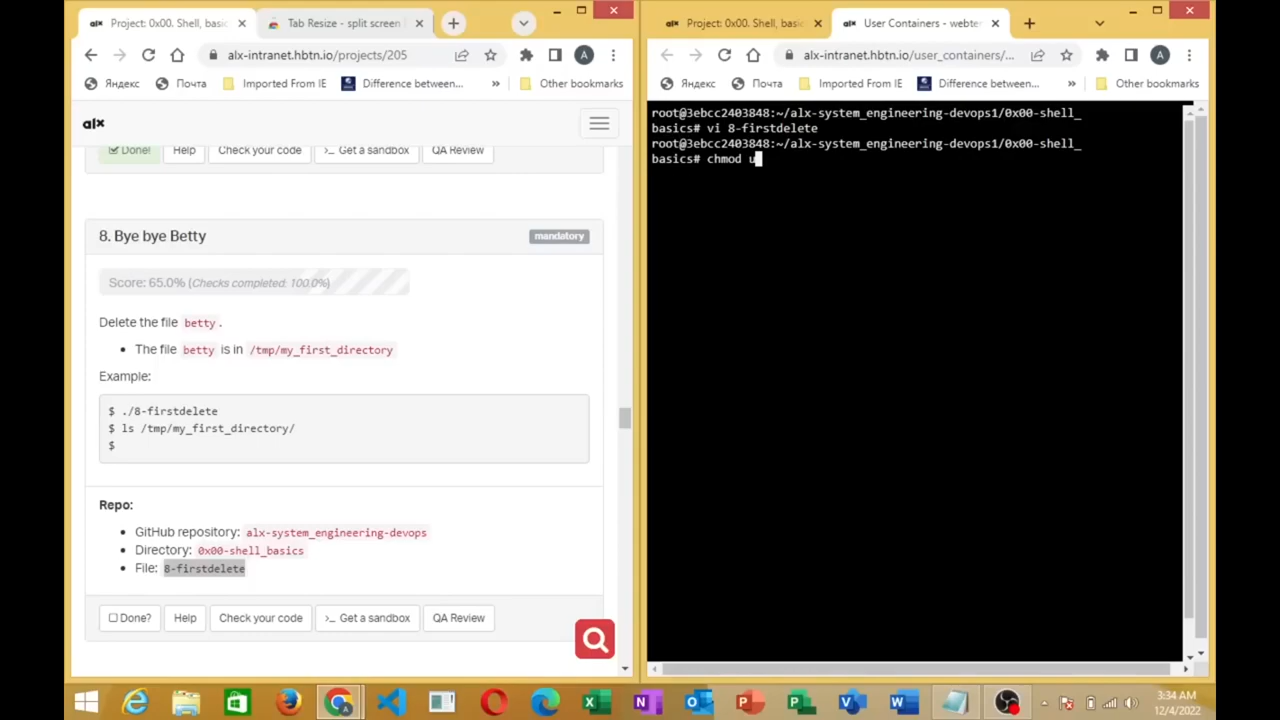 Project: 0x00. Shell, basi
Tab Resize - split screen
alx-intranet.hbtn.io/projects/205
A
Яндекс
Почта
Imported From IE
Difference between...
»
Other bookmarks
alx
Done!
Help
Check your code
>_ Get a sandbox
QA Review
8. Bye bye Betty
mandatory
Score: 65.0% (Checks completed: 100.0%)
Delete the file betty.
• The file betty is in /tmp/my_first_directory
Example:
$ ./8-firstdelete
$ ls /tmp/my_first_directory/
$
Repo:
• GitHub repository: alx-system_engineering-devops
• Directory: 0x00-shell_basics
• File: 8-firstdelete
Done?
Help
Check your code
>_ Get a sandbox
QA Review
alx Project: 0x00. Shell, basi
alx User Containers - webter
alx-intranet.hbtn.io/user_containers/...
A
Яндекс
Почта
Imported From IE
Difference between...
»
Other bookmarks
root@3ebcc2403848:~/alx-system_engineering-devops1/0x00-shell_
basics# vi 8-firstdelete
root@3ebcc2403848:~/alx-system_engineering-devops1/0x00-shell_
basics# chmod u
3:34 AM
12/4/2022